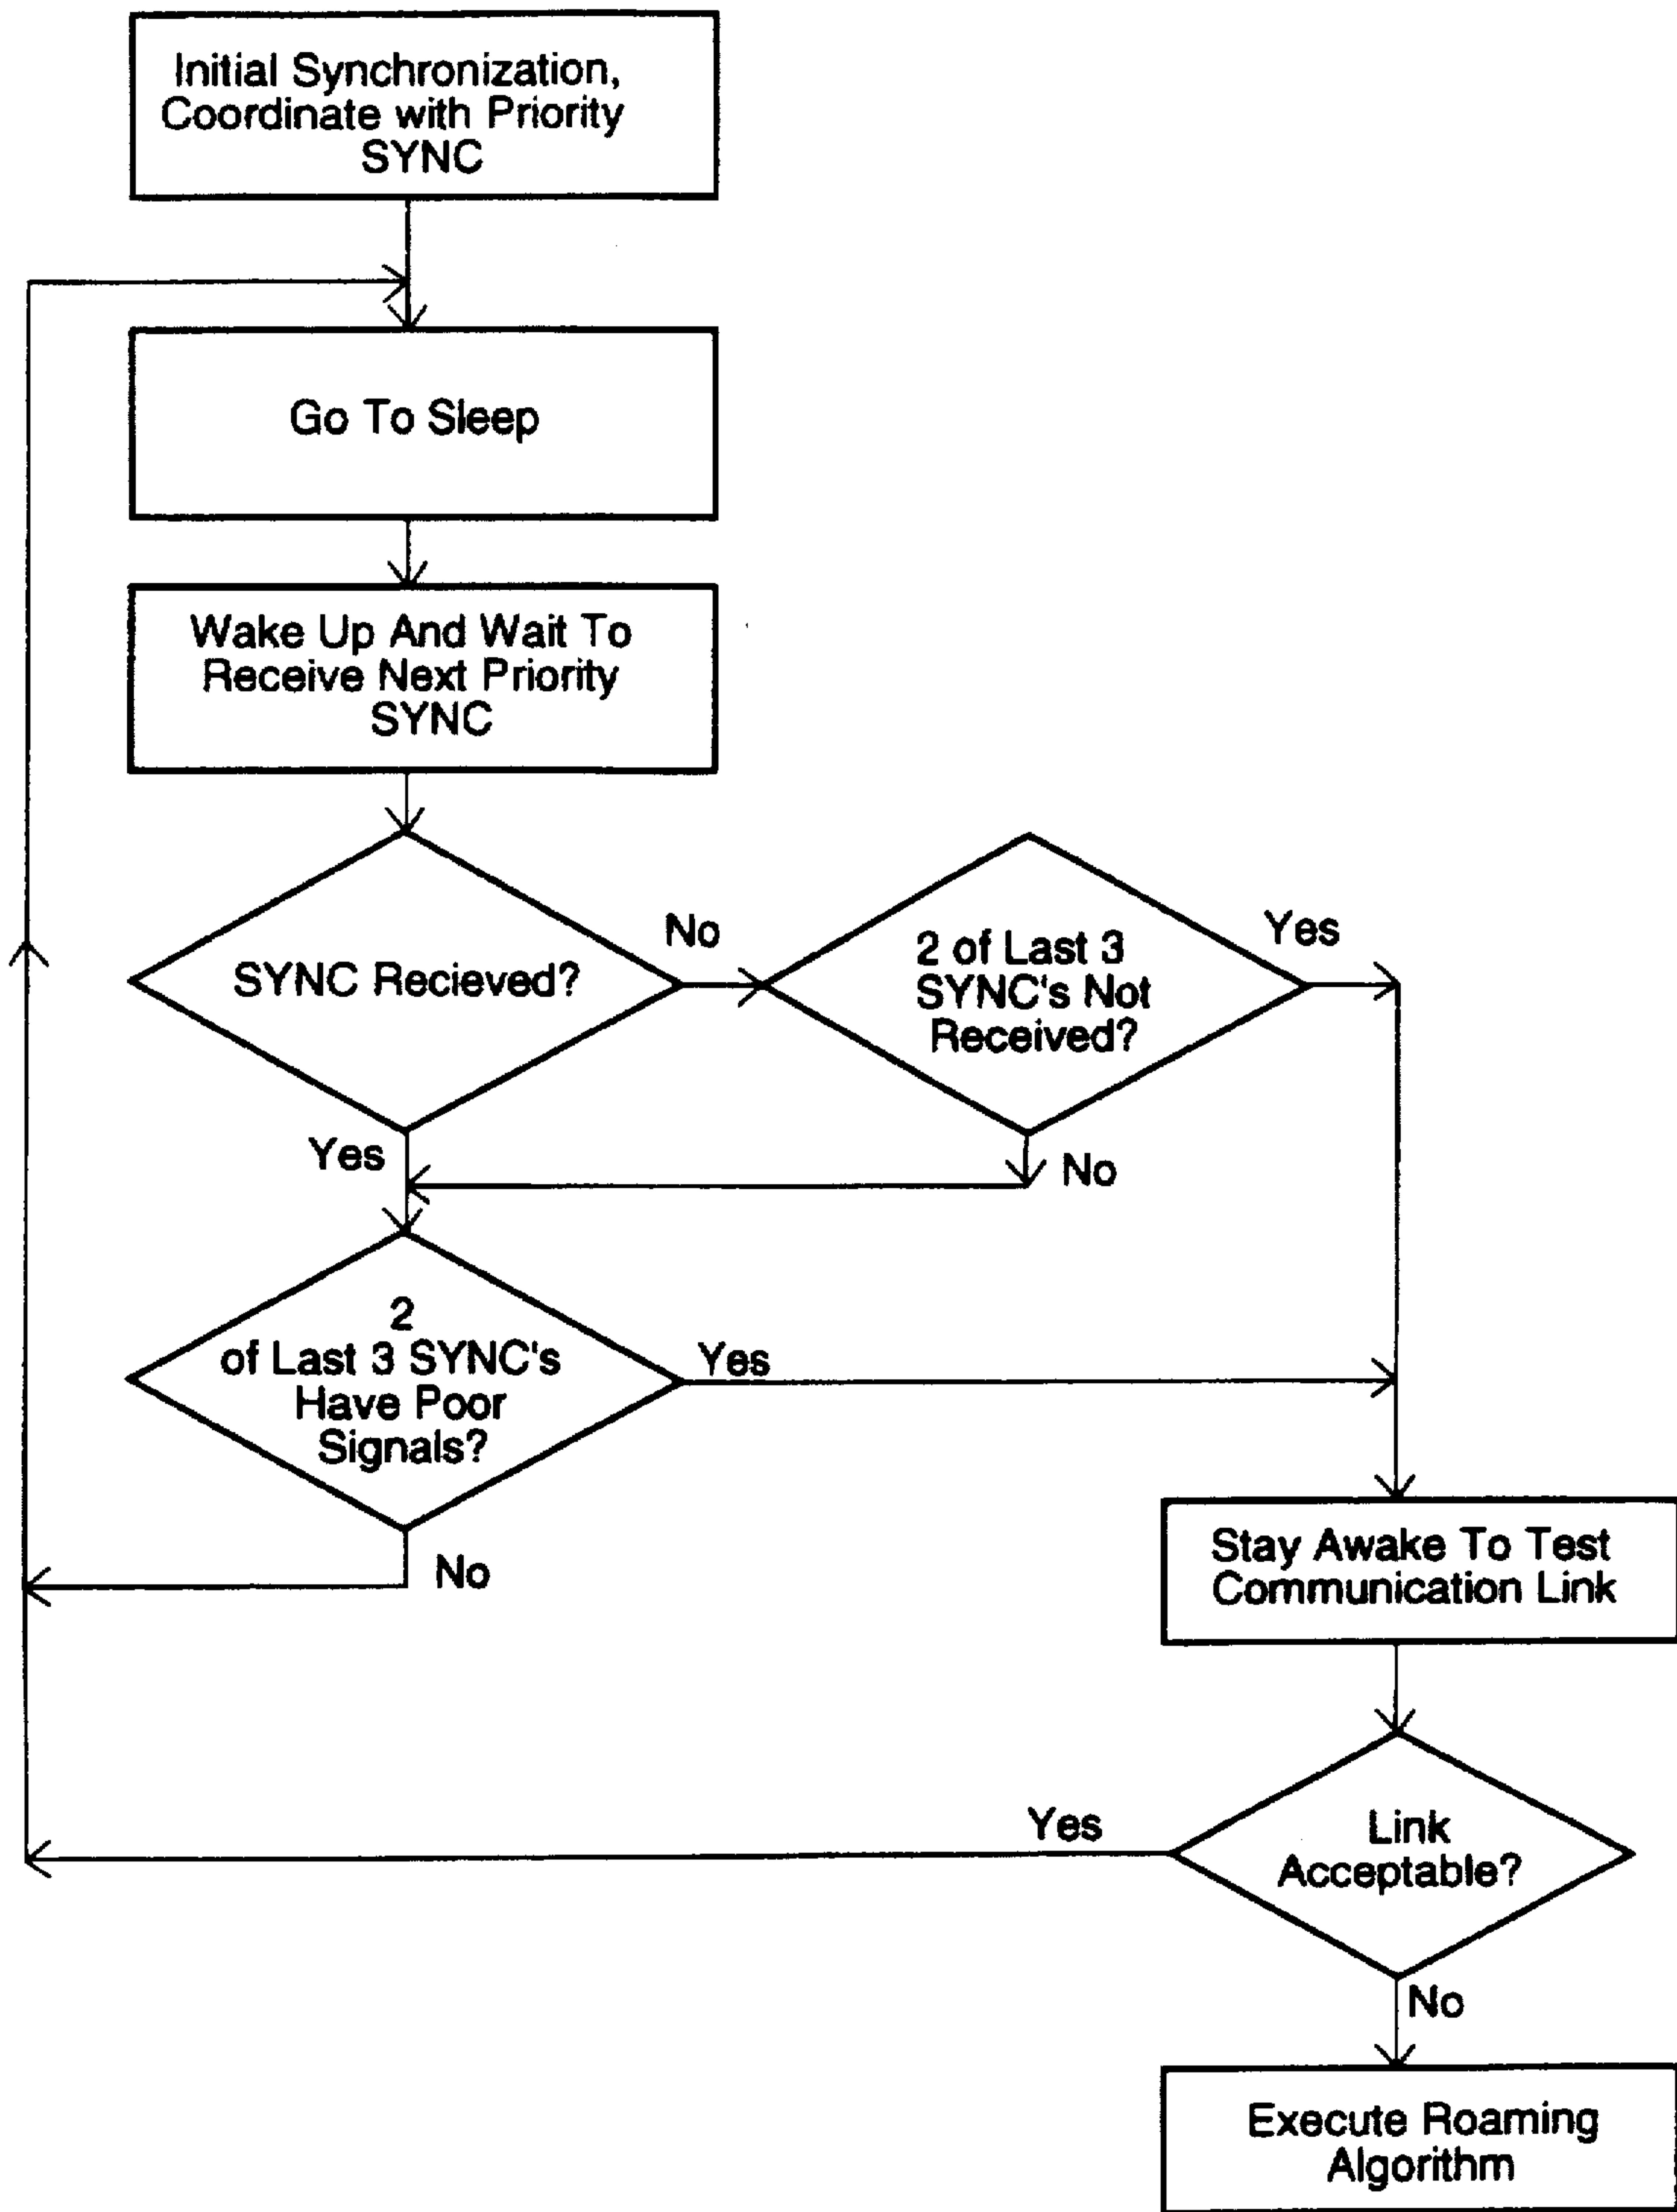 Initial Synchronization,
Coordinate with Priority
SYNC
Go To Sleep
Wake Up And Wait To
Receive Next Priority
SYNC
SYNC Recieved?
No
2 of Last 3
SYNC's Not
Received?
Yes
Yes
No
2
of Last 3 SYNC's
Have Poor
Signals?
Yes
No
Stay Awake To Test
Communication Link
Link
Acceptable?
Yes
No
Execute Roaming
Algorithm